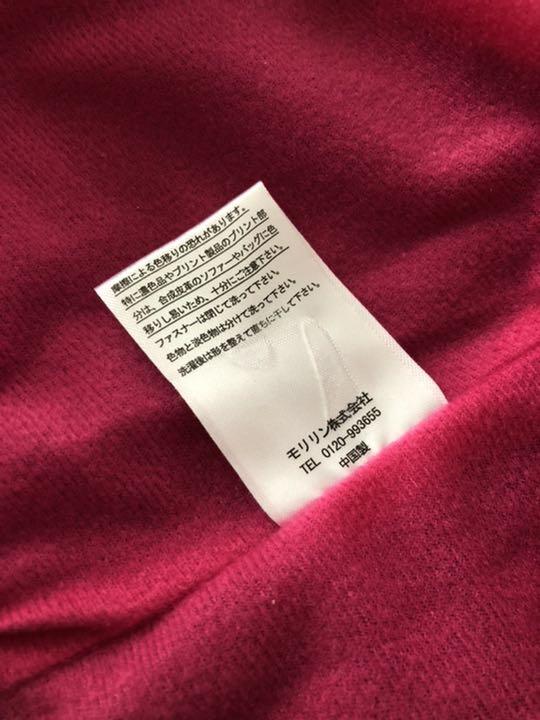 摩擦による色移りの恐れがあります。
特に濃色品やプリント製品のプリント部
分は、合成皮革のソファーやバッグに色
移りし易いため、十分にご注意下さい。
ファスナーは閉じて洗って下さい。
色物と淡色物は分けて洗って下さい。
洗濯後は形を整えて直ちに干して下さい。
モリリン株式会社
TEL 0120-993655
中国製